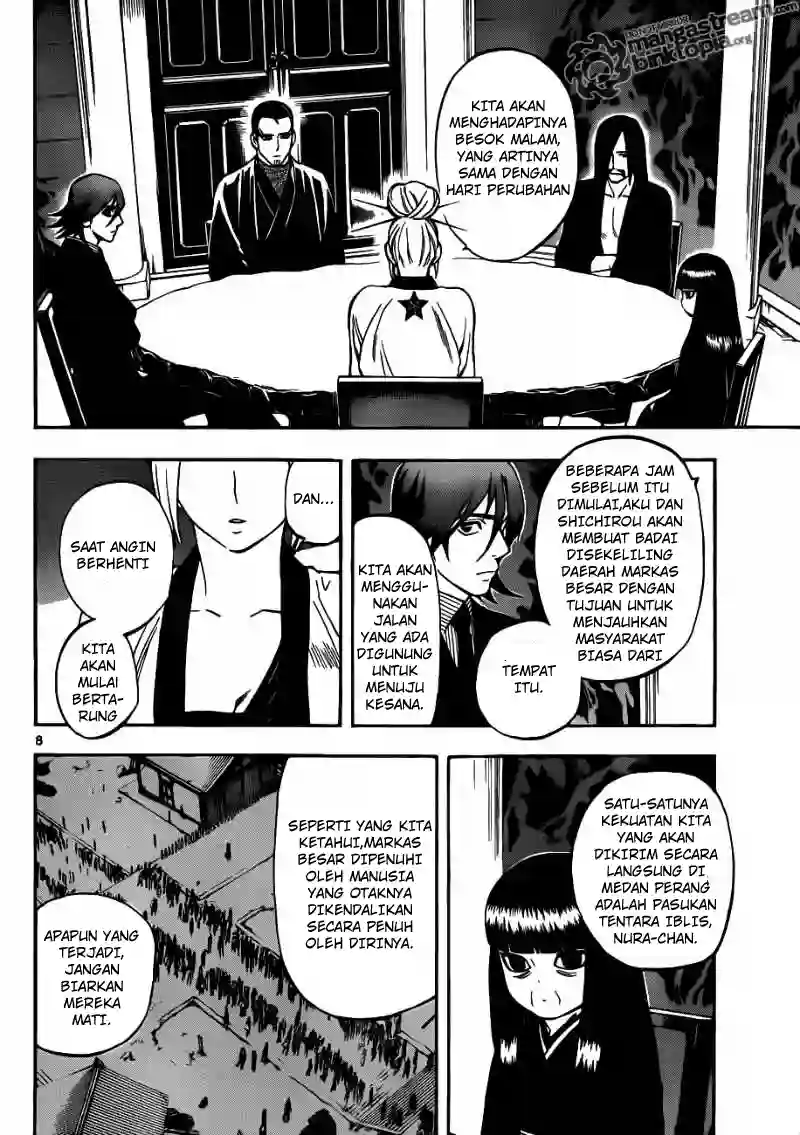 mangastream.com
binktopia.org
KITA AKAN
MENGHADAPINYA
BESOK MALAM,
YANG ARTINYA
SAMA DENGAN
HARI PERUBAHAN
BEBERAPA JAM
SEBELUM ITU
DIMULAI,AKU DAN
SHICHIROU AKAN
MEMBUAT BADAI
DISEKELILING
DAERAH MARKAS
BESAR DENGAN
TUJUAN UNTUK
MENJAUHKAN
MASYARAKAT
BIASA DARI
TEMPAT
ITU.
KITA AKAN
MENGGU-
NAKAN
JALAN
YANG ADA
DIGUNUNG
UNTUK
MENUJU
KESANA.
DAN...
SAAT ANGIN
BERHENTI
KITA
AKAN
MULAI
BERTA-
RUNG
8
SATU-SATUNYA
KEKUATAN KITA
YANG AKAN
DIKIRIM SECARA
LANGSUNG DI
MEDAN PERANG
ADALAH PASUKAN
TENTARA IBLIS,
NURA-CHAN.
SEPERTI YANG KITA
KETAHUI,MARKAS
BESAR DIPENUHI
OLEH MANUSIA
YANG OTAKNYA
DIKENDALIKAN
SECARA PENUH
OLEH DIRINYA.
APAPUN YANG
TERJADI,
JANGAN
BIARKAN
MEREKA
MATI.